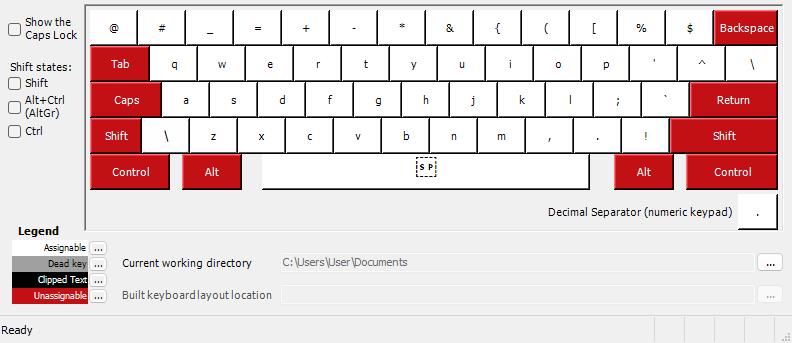 Show the
Caps Lock
Shift states:
Shift
Alt+Ctrl
(AltGr)
Ctrl
@ # _ = + - * & { ( [ % $ Backspace
Tab q w e r t y u i o p ' ^ \
Caps a s d f g h j k l ; ` Return
Shift \ z x c v b n m , . ! Shift
Control Alt SP Alt Control
Decimal Separator (numeric keypad) .
Legend
Assignable ...
Dead key ...
Clipped Text ...
Unassignable ...
Current working directory C:\Users\User\Documents ...
Built keyboard layout location ...
Ready